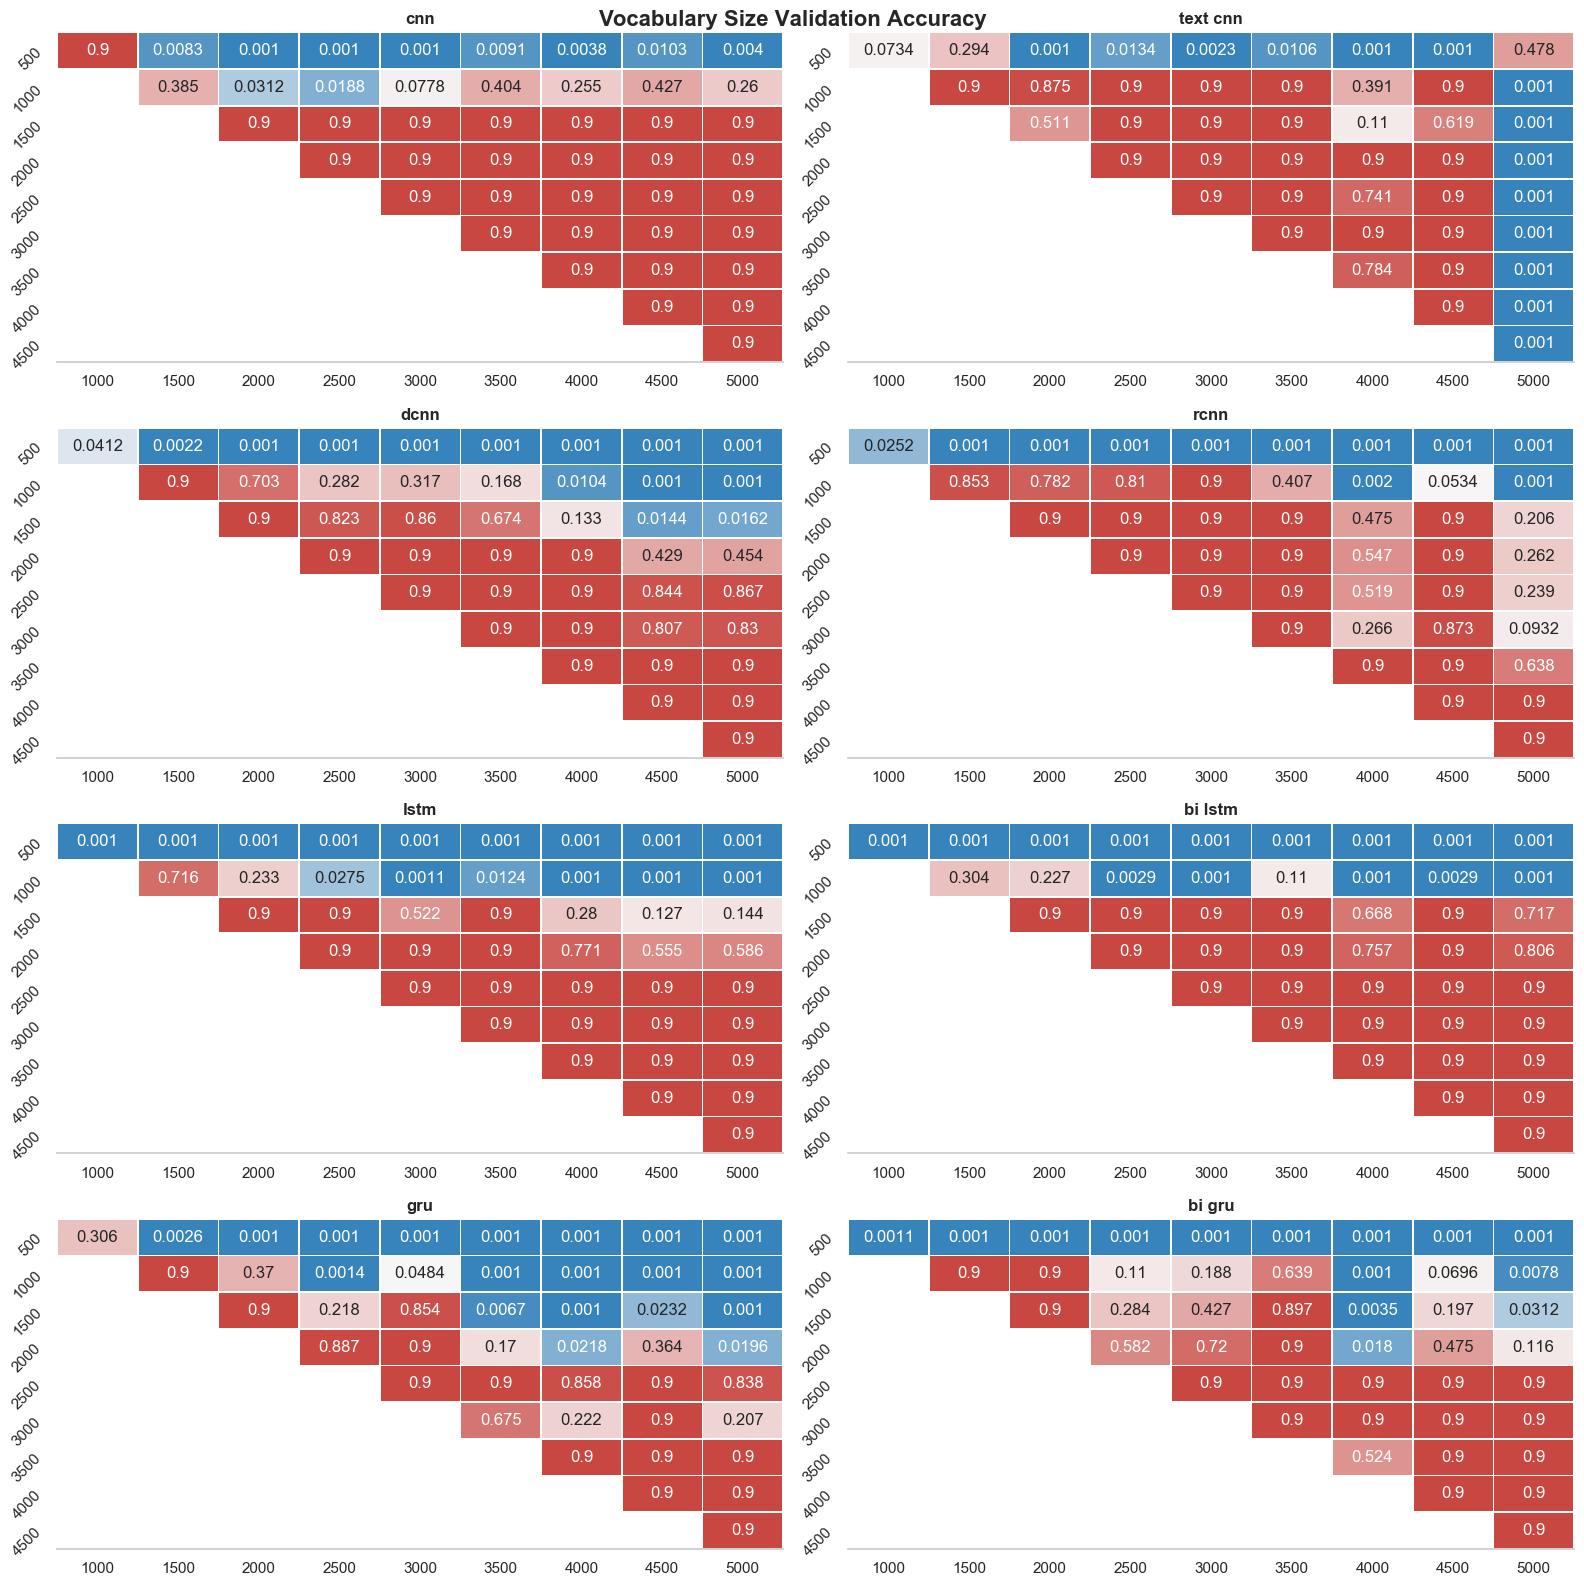 Vocabulary Size Validation Accuracy
cnn
500 0.9 0.0083 0.001 0.001 0.001 0.0091 0.0038 0.0103 0.004
1000 0.385 0.0312 0.0188 0.0778 0.404 0.255 0.427 0.26
1500 0.9 0.9 0.9 0.9 0.9 0.9 0.9
2000 0.9 0.9 0.9 0.9 0.9 0.9
2500 0.9 0.9 0.9 0.9 0.9
3000 0.9 0.9 0.9 0.9
3500 0.9 0.9 0.9
4000 0.9 0.9
4500 0.9
1000 1500 2000 2500 3000 3500 4000 4500 5000
text cnn
500 0.0734 0.294 0.001 0.0134 0.0023 0.0106 0.001 0.001 0.478
1000 0.9 0.875 0.9 0.9 0.9 0.391 0.9 0.001
1500 0.511 0.9 0.9 0.9 0.11 0.619 0.001
2000 0.9 0.9 0.9 0.9 0.9 0.001
2500 0.9 0.9 0.741 0.9 0.001
3000 0.9 0.9 0.9 0.001
3500 0.784 0.9 0.001
4000 0.9 0.001
4500 0.001
1000 1500 2000 2500 3000 3500 4000 4500 5000
dcnn
500 0.0412 0.0022 0.001 0.001 0.001 0.001 0.001 0.001 0.001
1000 0.9 0.703 0.282 0.317 0.168 0.0104 0.001 0.001
1500 0.9 0.823 0.86 0.674 0.133 0.0144 0.0162
2000 0.9 0.9 0.9 0.9 0.429 0.454
2500 0.9 0.9 0.9 0.844 0.867
3000 0.9 0.9 0.807 0.83
3500 0.9 0.9 0.9
4000 0.9 0.9
4500 0.9
1000 1500 2000 2500 3000 3500 4000 4500 5000
rcnn
500 0.0252 0.001 0.001 0.001 0.001 0.001 0.001 0.001 0.001
1000 0.853 0.782 0.81 0.9 0.407 0.002 0.0534 0.001
1500 0.9 0.9 0.9 0.9 0.475 0.9 0.206
2000 0.9 0.9 0.9 0.547 0.9 0.262
2500 0.9 0.9 0.519 0.9 0.239
3000 0.9 0.266 0.873 0.0932
3500 0.9 0.9 0.638
4000 0.9 0.9
4500 0.9
1000 1500 2000 2500 3000 3500 4000 4500 5000
lstm
500 0.001 0.001 0.001 0.001 0.001 0.001 0.001 0.001 0.001
1000 0.716 0.233 0.0275 0.0011 0.0124 0.001 0.001 0.001
1500 0.9 0.9 0.522 0.9 0.28 0.127 0.144
2000 0.9 0.9 0.9 0.771 0.555 0.586
2500 0.9 0.9 0.9 0.9 0.9
3000 0.9 0.9 0.9 0.9
3500 0.9 0.9 0.9
4000 0.9 0.9
4500 0.9
1000 1500 2000 2500 3000 3500 4000 4500 5000
bi lstm
500 0.001 0.001 0.001 0.001 0.001 0.001 0.001 0.001 0.001
1000 0.304 0.227 0.0029 0.001 0.11 0.001 0.0029 0.001
1500 0.9 0.9 0.9 0.9 0.668 0.9 0.717
2000 0.9 0.9 0.9 0.757 0.9 0.806
2500 0.9 0.9 0.9 0.9 0.9
3000 0.9 0.9 0.9 0.9
3500 0.9 0.9 0.9
4000 0.9 0.9
4500 0.9
1000 1500 2000 2500 3000 3500 4000 4500 5000
gru
500 0.306 0.0026 0.001 0.001 0.001 0.001 0.001 0.001 0.001
1000 0.9 0.37 0.0014 0.0484 0.001 0.001 0.001 0.001
1500 0.9 0.218 0.854 0.0067 0.001 0.0232 0.001
2000 0.887 0.9 0.17 0.0218 0.364 0.0196
2500 0.9 0.9 0.858 0.9 0.838
3000 0.675 0.222 0.9 0.207
3500 0.9 0.9 0.9
4000 0.9 0.9
4500 0.9
1000 1500 2000 2500 3000 3500 4000 4500 5000
bi gru
500 0.0011 0.001 0.001 0.001 0.001 0.001 0.001 0.001 0.001
1000 0.9 0.9 0.11 0.188 0.639 0.001 0.0696 0.0078
1500 0.9 0.284 0.427 0.897 0.0035 0.197 0.0312
2000 0.582 0.72 0.9 0.018 0.475 0.116
2500 0.9 0.9 0.9 0.9 0.9
3000 0.9 0.9 0.9 0.9
3500 0.524 0.9 0.9
4000 0.9 0.9
4500 0.9
1000 1500 2000 2500 3000 3500 4000 4500 5000